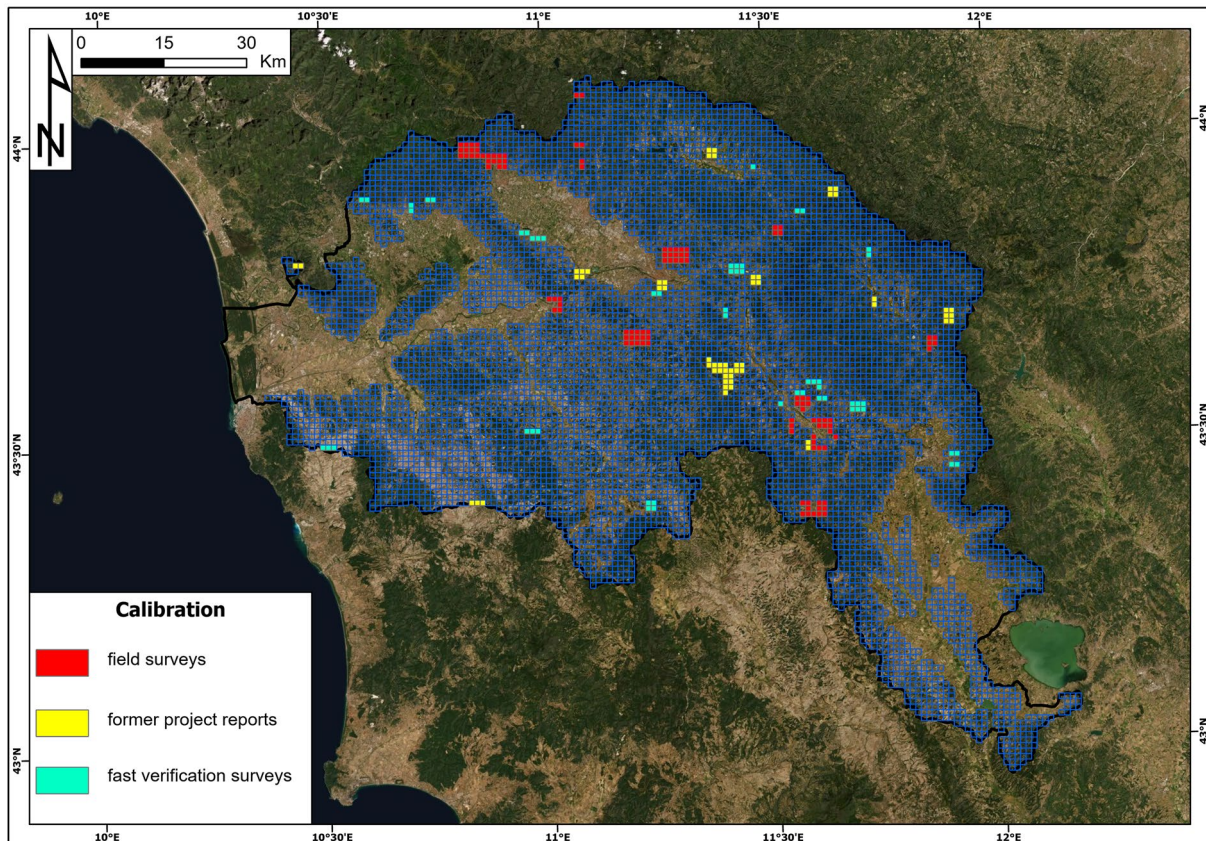 10°0'E 10°30'E 11°E 11°30'E 12°E
0 15 30
Km
N
44°N 44°N
43°30'N 43°30'N
43°N 43°N
Calibration
field surveys
former project reports
fast verification surveys
10°E 10°30'E 11°E 11°30'E 12°E